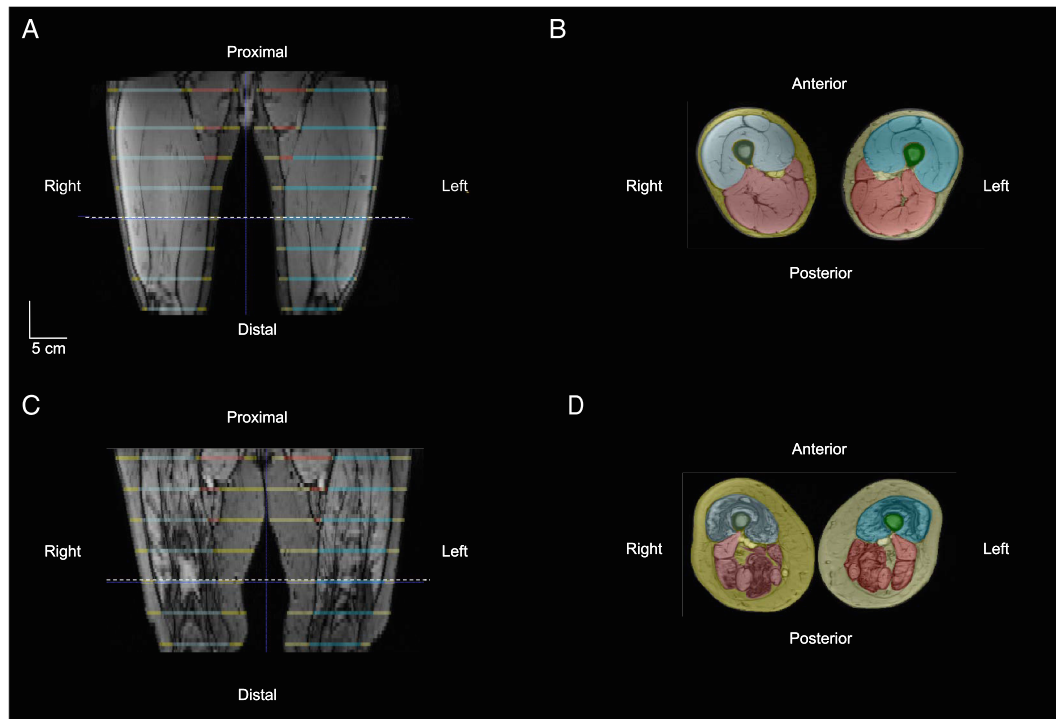 A
Proximal
Right
Left
Distal
5 cm
B
Anterior
Right
Left
Posterior
C
Proximal
Right
Left
Distal
D
Anterior
Right
Left
Posterior